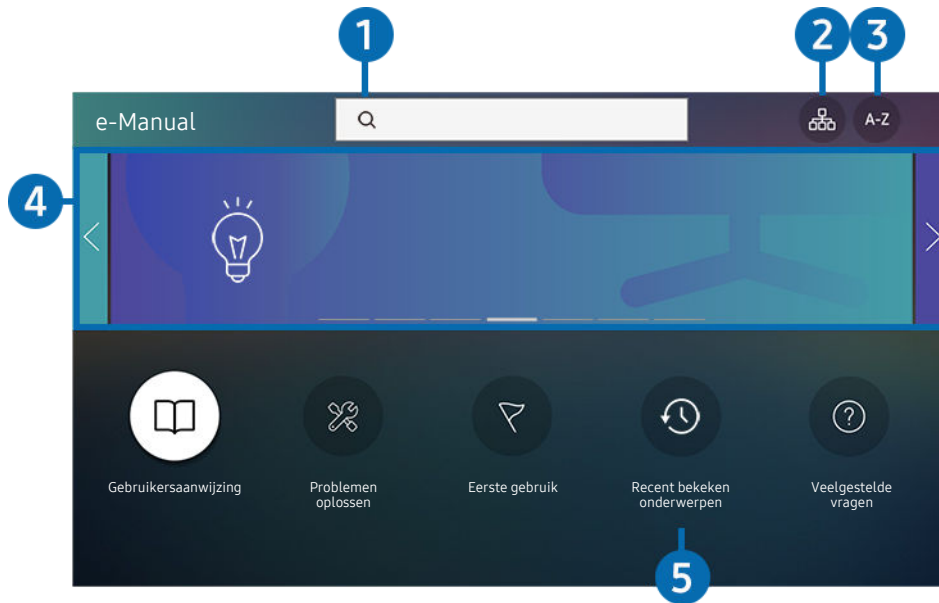 1
2
3
e-Manual
A-Z
4
Gebruikersaanwijzing
Problemen
oplossen
Eerste gebruik
Recent bekeken
onderwerpen
Veelgestelde
vragen
5